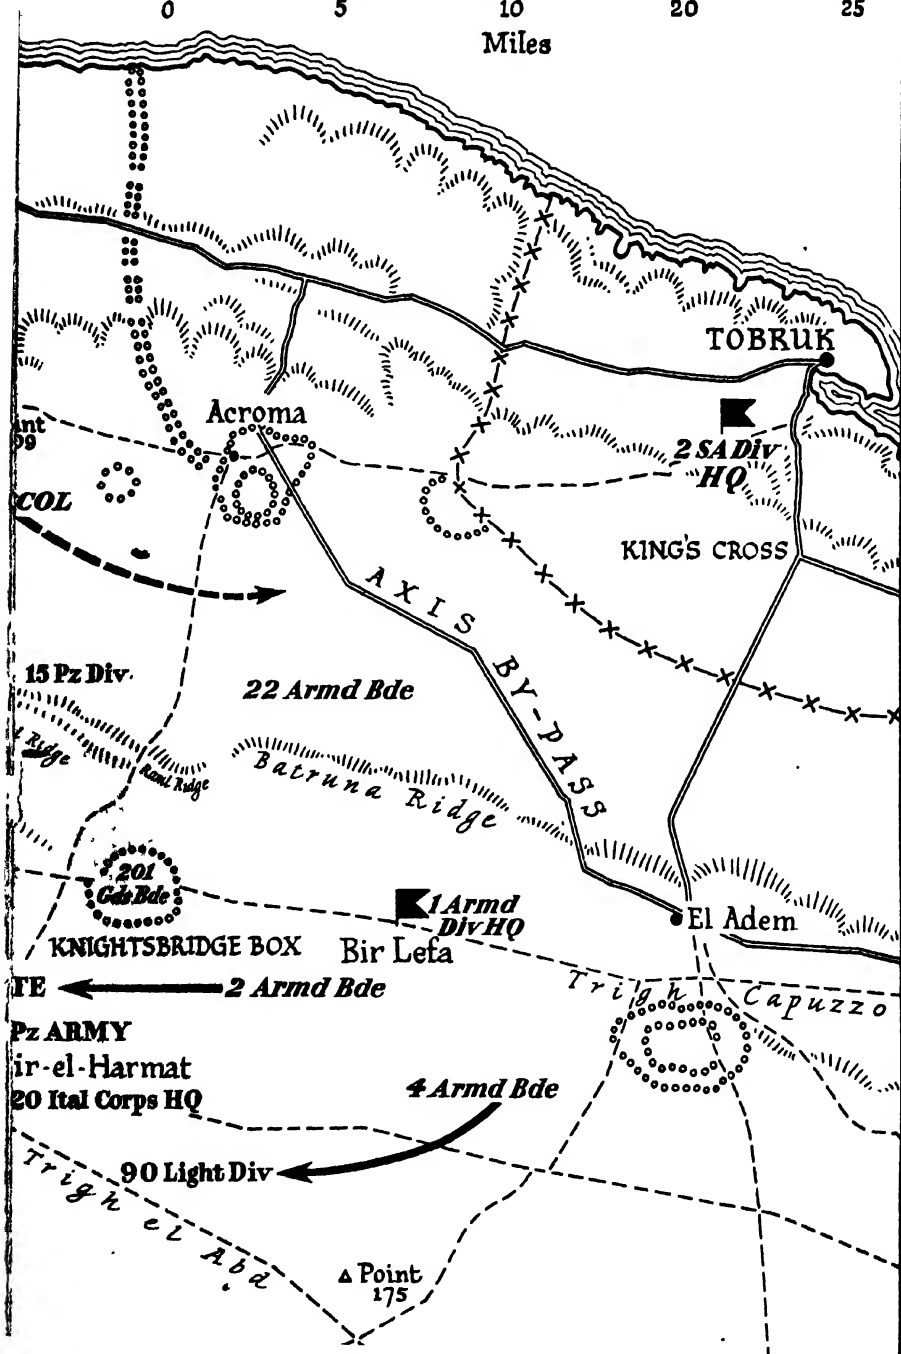 0 5 10 20 25
Miles
TOBRUK
Acroma
2 SA Div
HQ
COL
KING'S CROSS
AXIS BY-PASS
15 Pz Div
22 Armd Bde
Ridge
Raml Ridge
Batruna Ridge
201
Gds Bde
1 Armd
Div HQ
El Adem
KNIGHTSBRIDGE BOX
Bir Lefa
TE
2 Armd Bde
Trigh Capuzzo
Pz ARMY
ir-el-Harmat
20 Ital Corps HQ
4 Armd Bde
90 Light Div
Trigh el Abd
Point
175